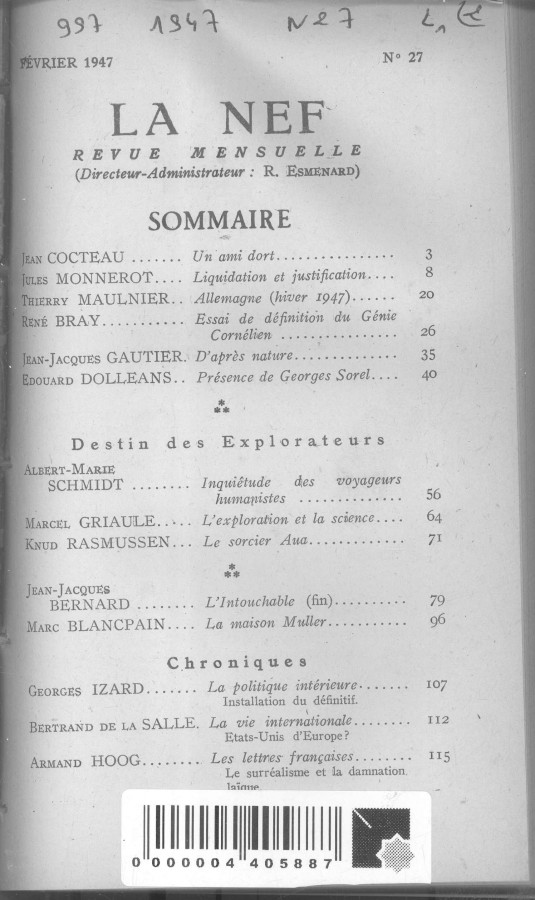 997 1947 N27
FÉVRIER 1947 N° 27
LA NEF
REVUE MENSUELLE
(Directeur-Administrateur : R. ESMENARD)
SOMMAIRE
JEAN COCTEAU ....... Un ami dort................ 3
JULES MONNEROT.... Liquidation et justification.... 8
THIERRY MAULNIER.. Allemagne (hiver 1947)...... 20
RENÉ BRAY........... Essai de définition du Génie
Cornélien ................ 26
JEAN-JACQUES GAUTIER. D'après nature.............. 35
EDOUARD DOLLEANS.. Présence de Georges Sorel.... 40
Destin des Explorateurs
ALBERT-MARIE
SCHMIDT ........ Inquiétude des voyageurs
humanistes .............. 56
MARCEL GRIAULE...... L'exploration et la science.... 64
KNUD RASMUSSEN... Le sorcier Aua............. 71
JEAN-JACQUES
BERNARD ........ L'Intouchable (fin).......... 79
MARC BLANCPAIN.... La maison Muller........... 96
Chroniques
GEORGES IZARD....... La politique intérieure....... 107
Installation du définitif.
BERTRAND DE LA SALLE. La vie internationale........ 112
Etats-Unis d'Europe?
ARMAND HOOG........ Les lettres françaises........ 115
Le surréalisme et la damnation
laïque.
0 000004 405887